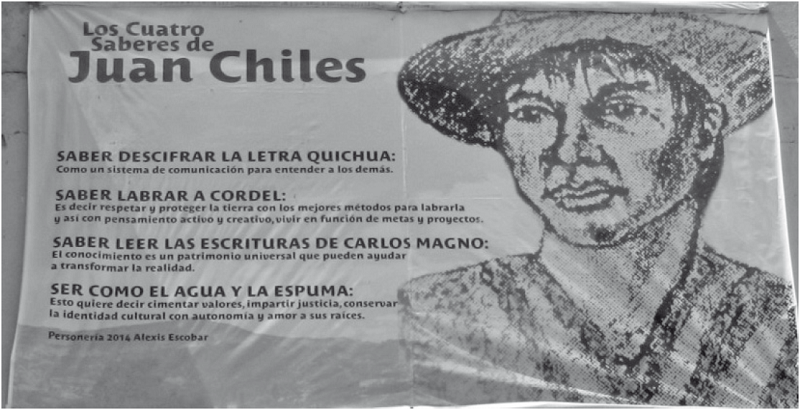 Los Cuatro
Saberes de
Juan Chiles
SABER DESCIFRAR LA LETRA QUICHUA:
Como un sistema de comunicación para entender a los demás.
SABER LABRAR A CORDEL:
Es decir respetar y proteger la tierra con los mejores métodos para labrarla
y así con pensamiento activo y creativo, vivir en función de metas y proyectos.
SABER LEER LAS ESCRITURAS DE CARLOS MAGNO:
El conocimiento es un patrimonio universal que pueden ayudar
a transformar la realidad.
SER COMO EL AGUA Y LA ESPUMA:
Esto quiere decir cimentar valores, impartir justicia, conservar
la identidad cultural con autonomía y amor a sus raíces.
Personería 2014 Alexis Escobar